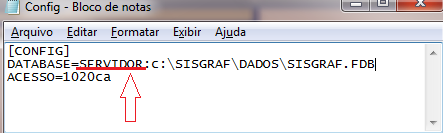 Config - Bloco de notas
Arquivo Editar Formatar Exibir Ajuda
[CONFIG]
DATABASE=SERVIDOR:c:\SISGRAF\DADOS\SISGRAF.FDB
ACESSO=1020ca